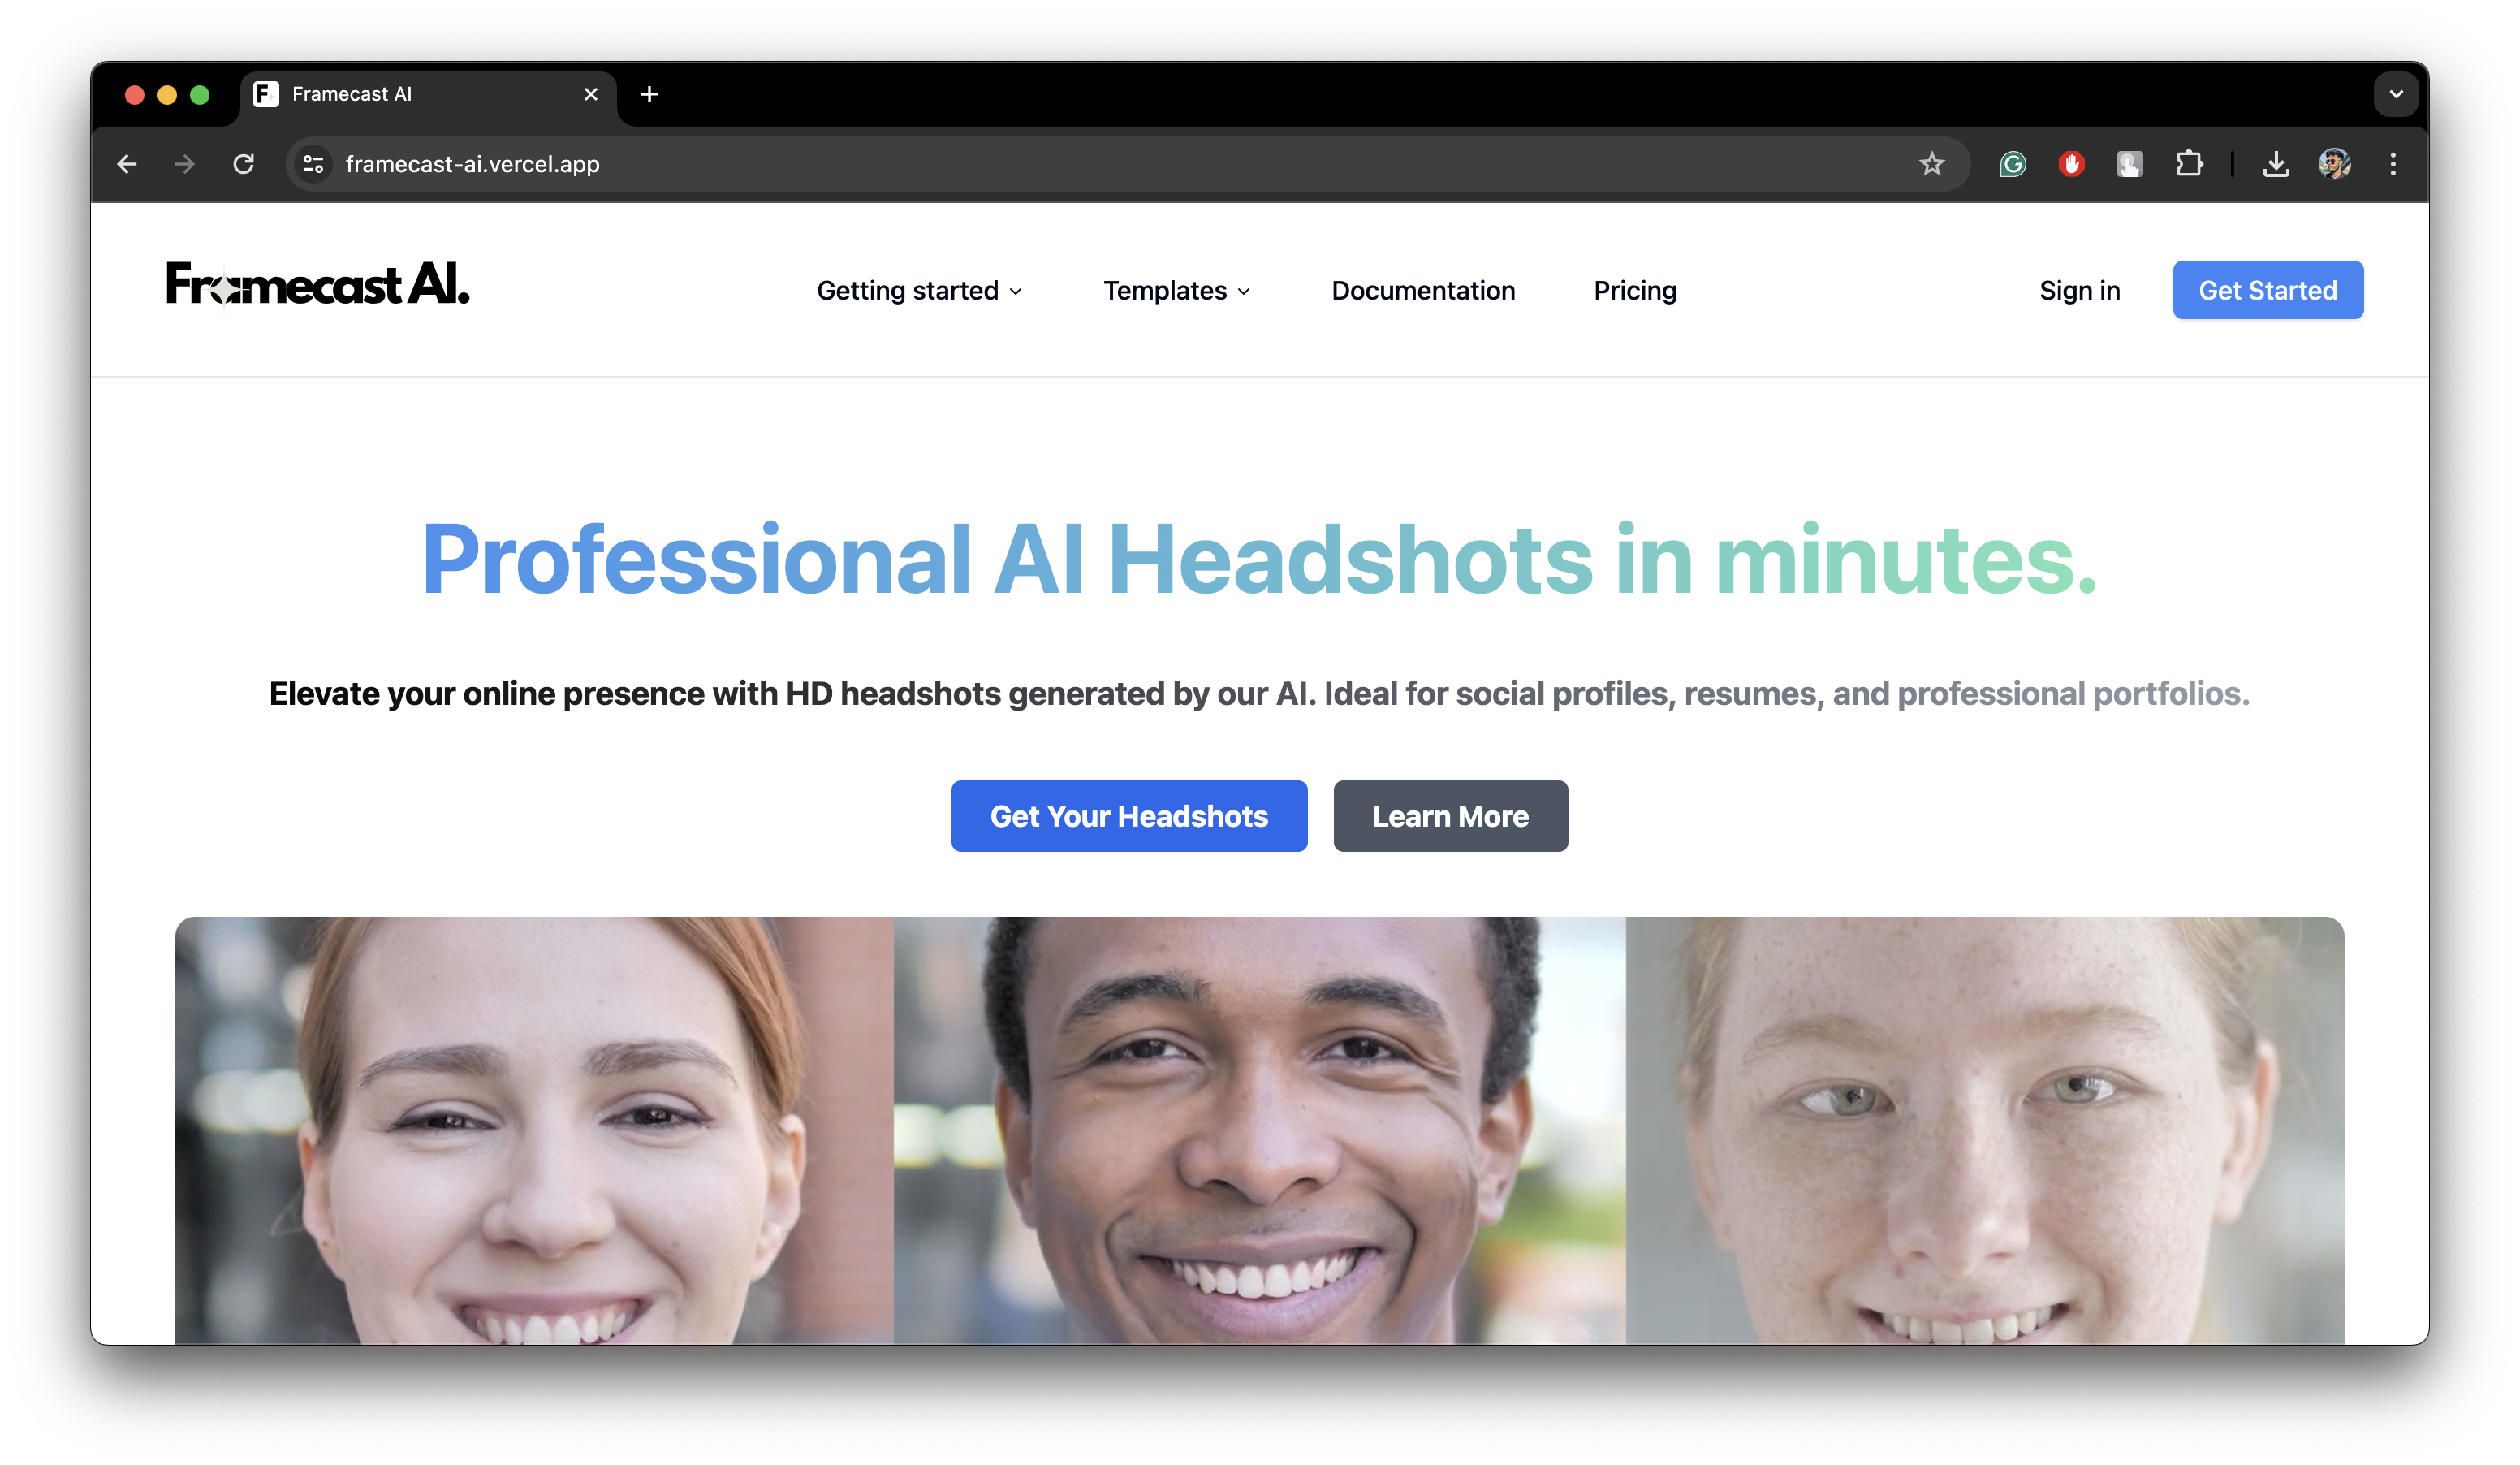 Framecast AI
framecast-ai.vercel.app
Framecast AI.
Getting started
Templates
Documentation
Pricing
Sign in
Get Started
Professional AI Headshots in minutes.
Elevate your online presence with HD headshots generated by our AI. Ideal for social profiles, resumes, and professional portfolios.
Get Your Headshots
Learn More